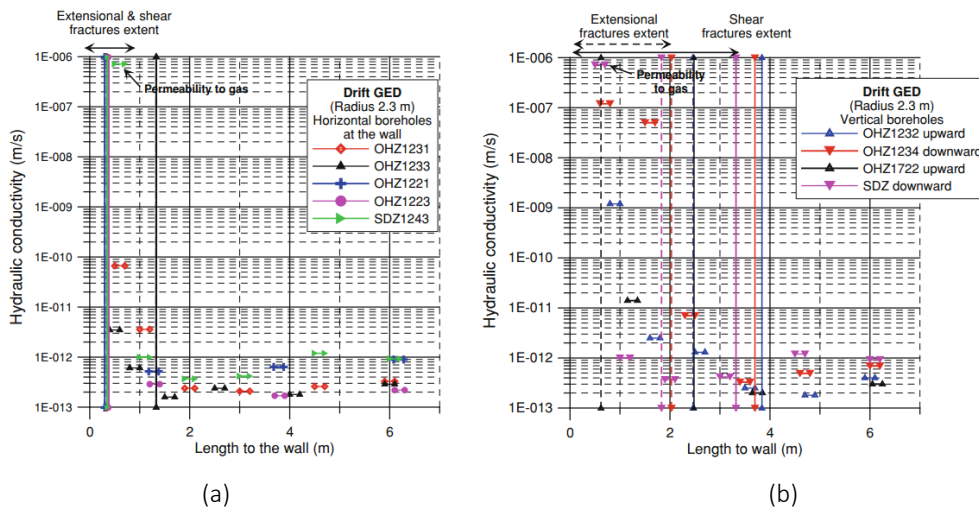 Extensional & shear
fractures extent
1E-006
1E-007
1E-008
1E-009
1E-010
1E-011
1E-012
1E-013
Hydraulic conductivity (m/s)
Permeability to gas
Drift GED
(Radius 2.3 m)
Horizontal boreholes
at the wall
OHZ1231
OHZ1233
OHZ1221
OHZ1223
SDZ1243
0 2 4 6
Length to the wall (m)
(a)
Extensional
fractures extent
Shear
fractures extent
1E-006
1E-007
1E-008
1E-009
1E-010
1E-011
1E-012
1E-013
Hydraulic conductivity (m/s)
Permeability
to gas
Drift GED
(Radius 2.3 m)
Vertical boreholes
OHZ1232 upward
OHZ1234 downward
OHZ1722 upward
SDZ downward
0 2 4 6
Length to wall (m)
(b)